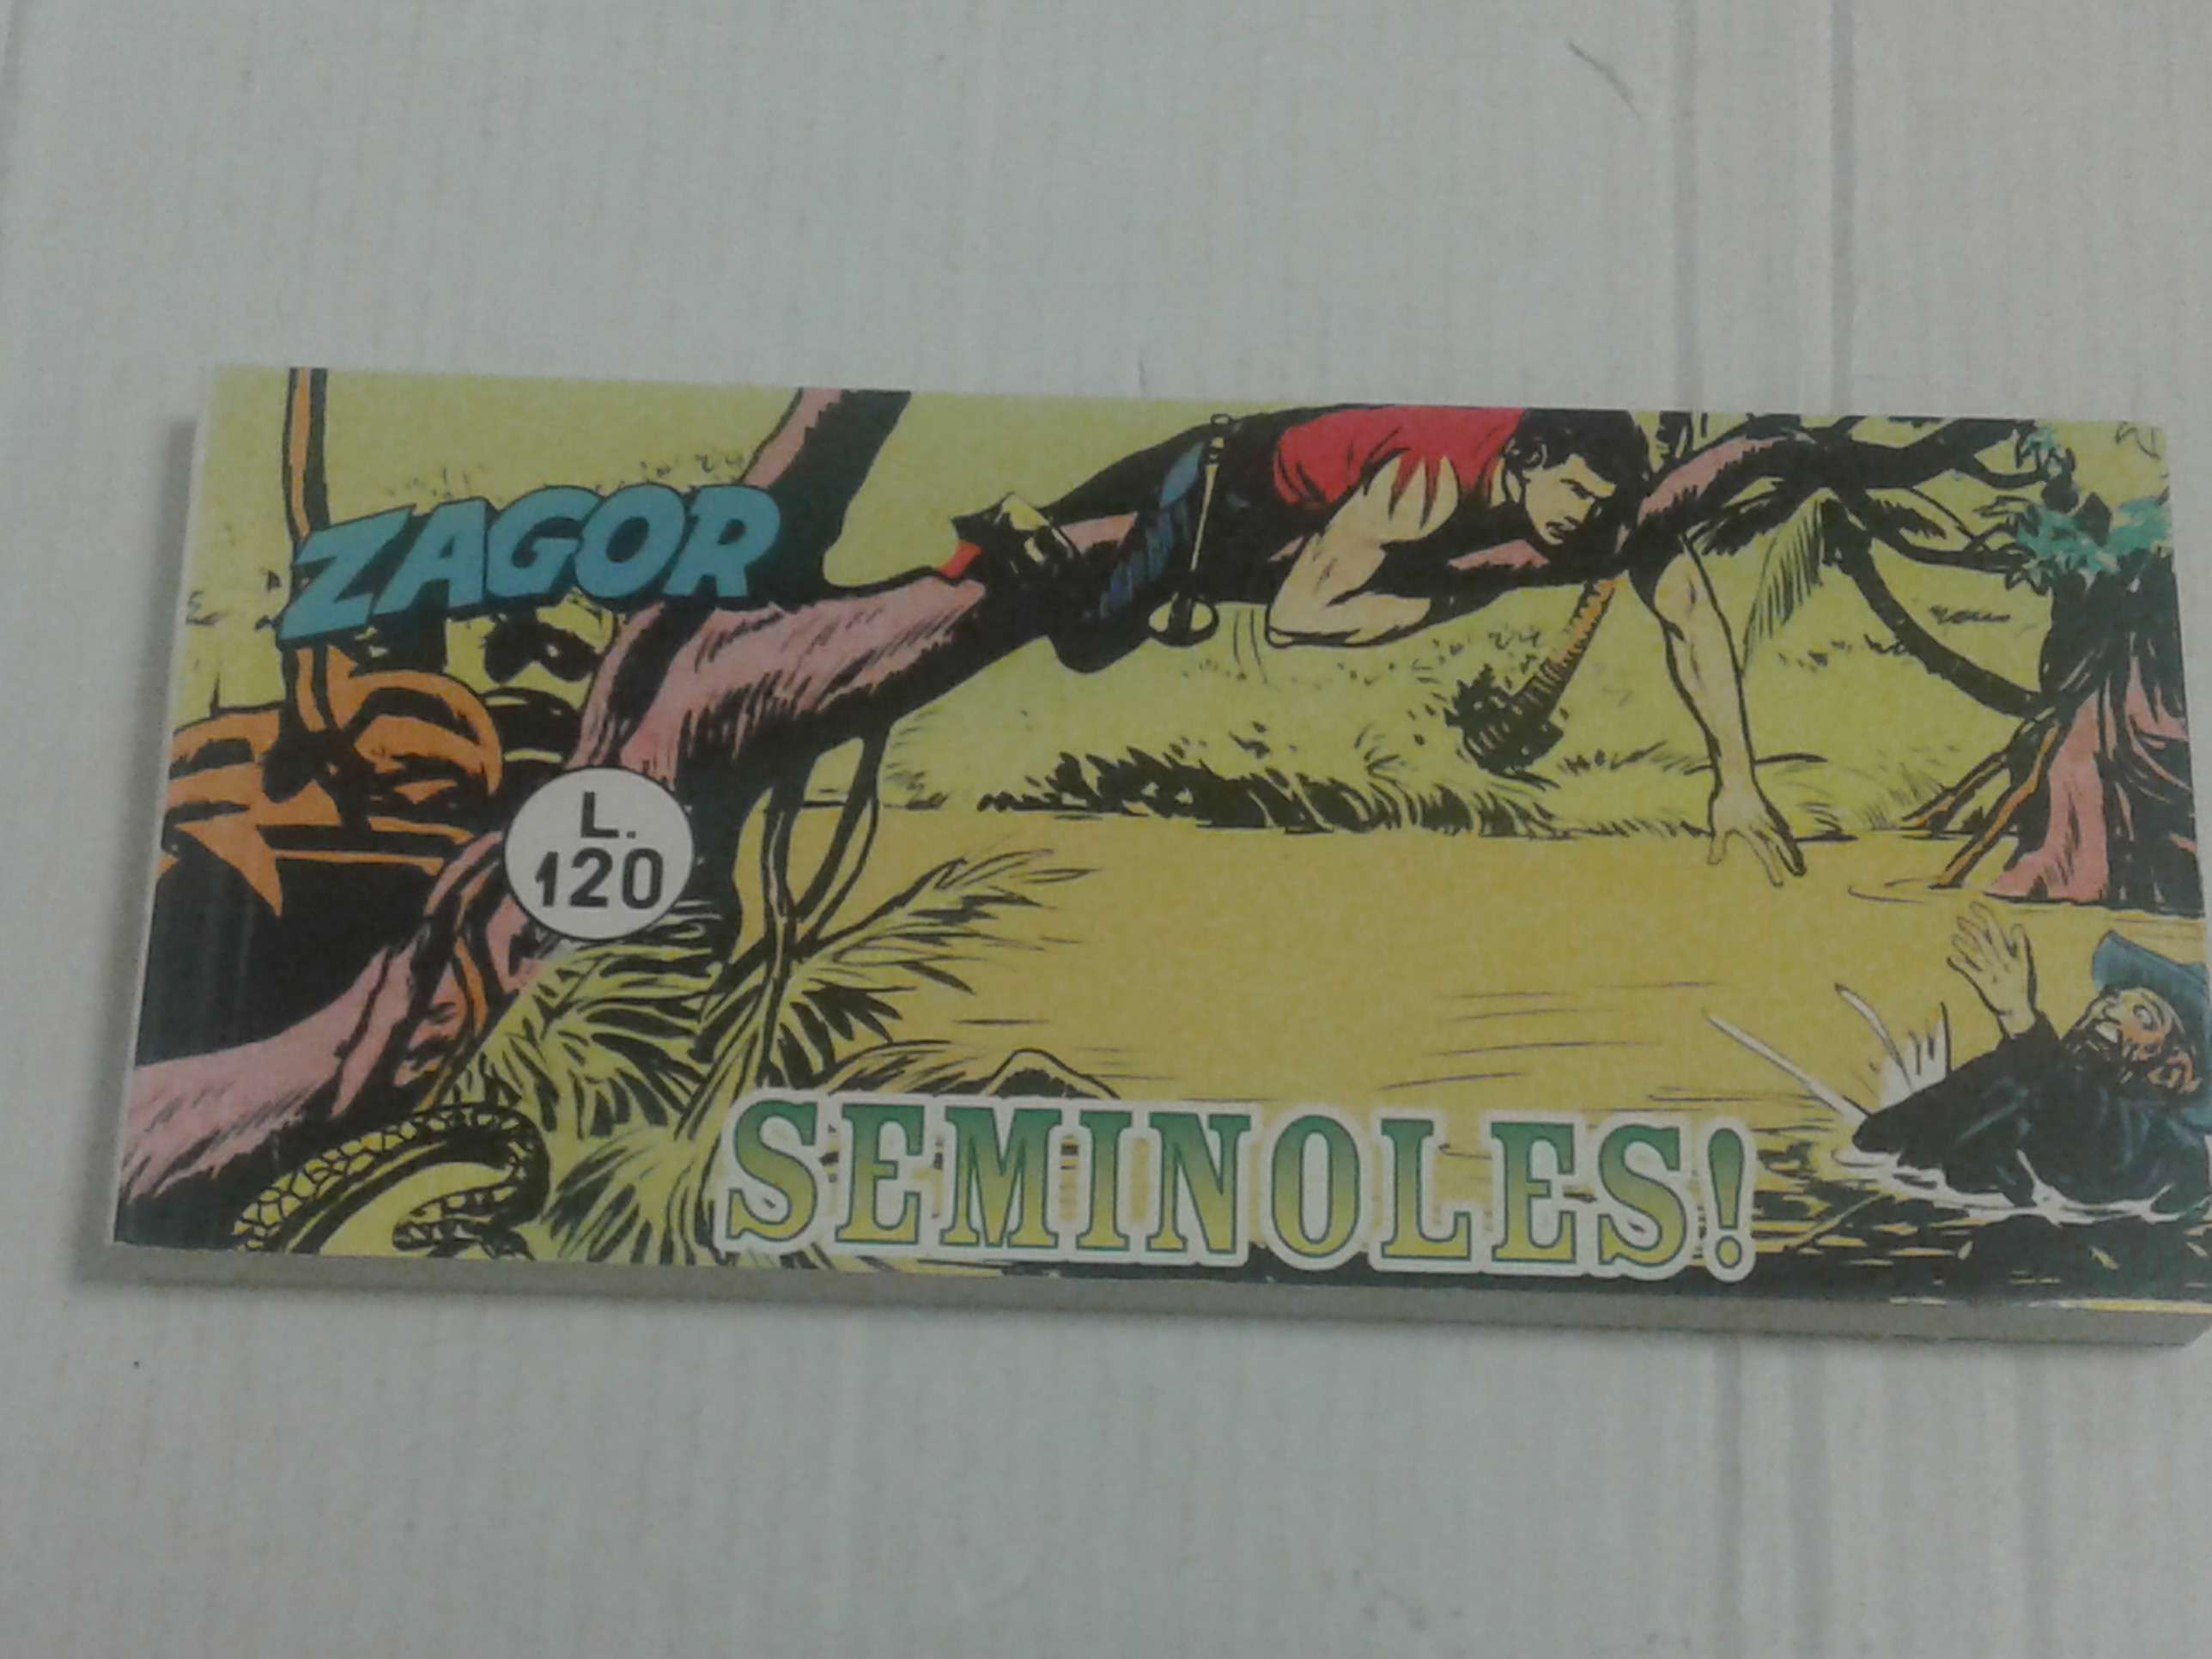 ZAGOR
L.
120
SEMINOLES!